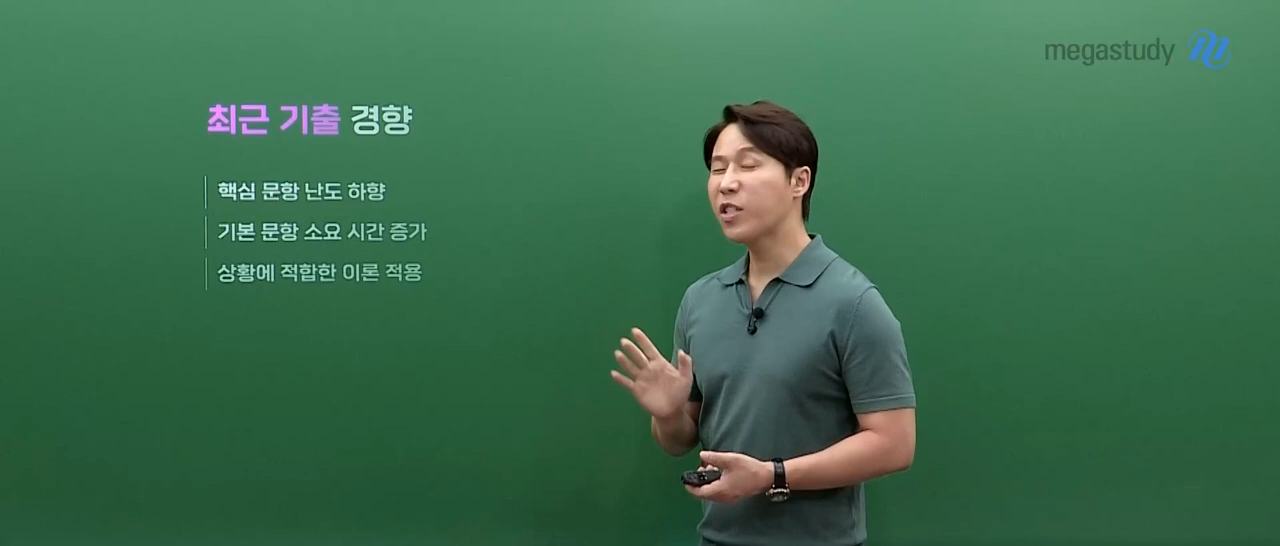 megastudy
최근 기출 경향
핵심 문항 난도 하향
기본 문항 소요 시간 증가
상황에 적합한 이론 적용